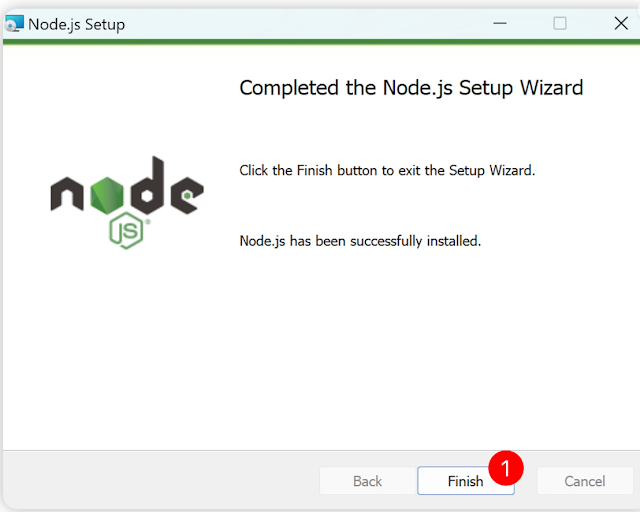 Node.js Setup
Completed the Node.js Setup Wizard
Click the Finish button to exit the Setup Wizard.
node
JS
Node.js has been successfully installed.
1
Back
Finish
Cancel